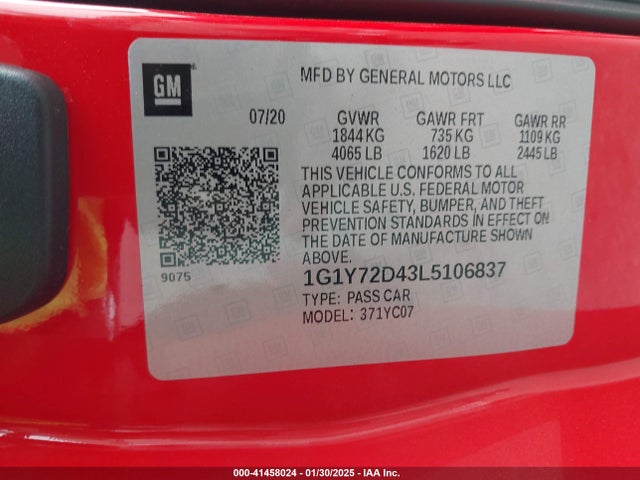 GM
MFD BY GENERAL MOTORS LLC
07/20 GVWR GAWR FRT GAWR RR
1844 KG 735 KG 1109 KG
4065 LB 1620 LB 2445 LB
THIS VEHICLE CONFORMS TO ALL
APPLICABLE U.S. FEDERAL MOTOR
VEHICLE SAFETY, BUMPER, AND THEFT
PREVENTION STANDARDS IN EFFECT ON
THE DATE OF MANUFACTURE SHOWN
ABOVE.
9075
1G1Y72D43L5106837
TYPE: PASS CAR
MODEL: 371YC07
000-41458024 - 01/30/2025 - IAA Inc.